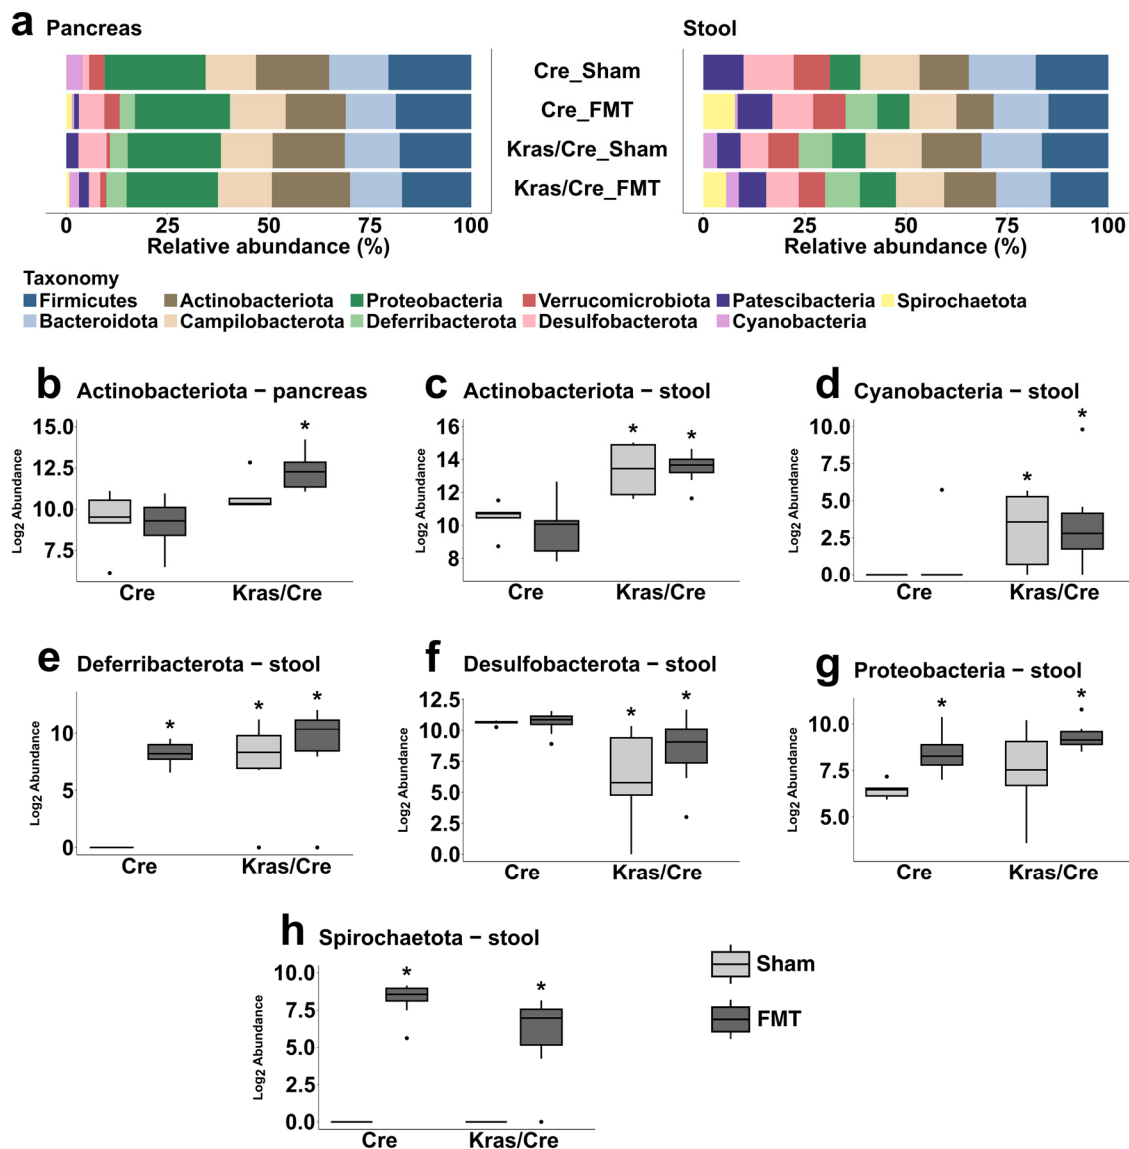 a Pancreas Stool
Cre_Sham
Cre_FMT
Kras/Cre_Sham
Kras/Cre_FMT
0 25 50 75 100 0 25 50 75 100
Relative abundance (%) Relative abundance (%)
Taxonomy
Firmicutes Actinobacteriota Proteobacteria Verrucomicrobiota Patescibacteria Spirochaetota
Bacteroidota Campilobacterota Deferribacterota Desulfobacterota Cyanobacteria
b Actinobacteriota − pancreas
Log2 Abundance
15.0
12.5
10.0
7.5
*
Cre Kras/Cre
c Actinobacteriota − stool
Log2 Abundance
16
14
12
10
8
* *
Cre Kras/Cre
d Cyanobacteria − stool
Log2 Abundance
10.0
7.5
5.0
2.5
0.0
* *
Cre Kras/Cre
e Deferribacterota − stool
Log2 Abundance
10
5
0
* * *
Cre Kras/Cre
f Desulfobacterota − stool
Log2 Abundance
12.5
10.0
7.5
5.0
2.5
0.0
* *
Cre Kras/Cre
g Proteobacteria − stool
Log2 Abundance
10.0
7.5
5.0
* *
Cre Kras/Cre
h Spirochaetota − stool
Log2 Abundance
10.0
7.5
5.0
2.5
0.0
* *
Cre Kras/Cre
Sham
FMT